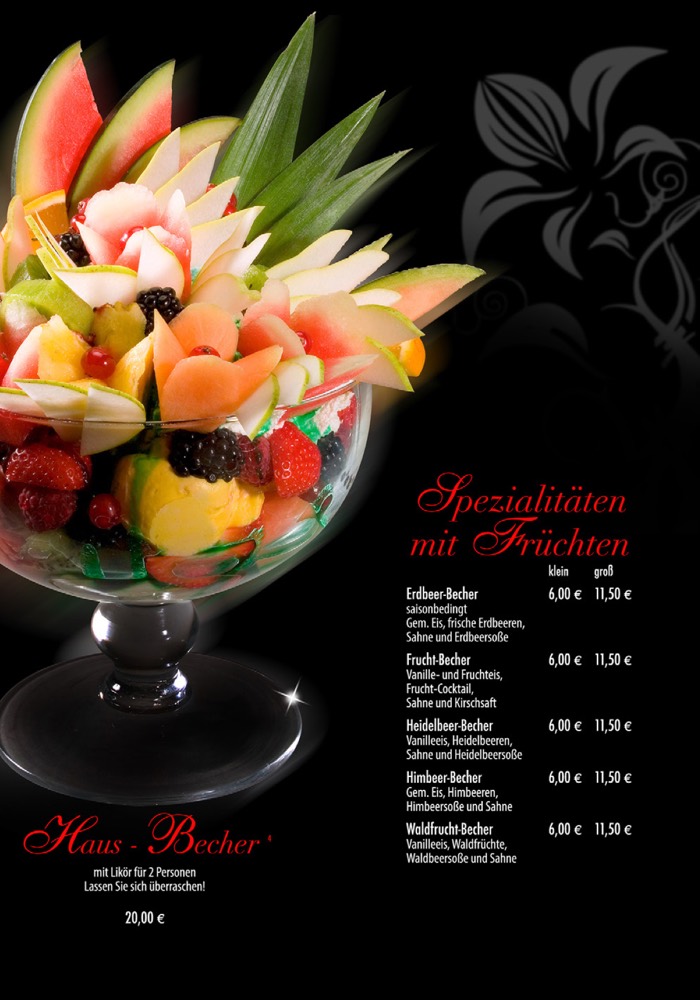 Spezialitäten
mit Früchten
klein groß
Erdbeer-Becher 6,00 € 11,50 €
saisonbedingt
Gem. Eis, frische Erdbeeren,
Sahne und Erdbeersoße
Frucht-Becher 6,00 € 11,50 €
Vanille- und Fruchteis,
Frucht-Cocktail,
Sahne und Kirschsaft
Heidelbeer-Becher 6,00 € 11,50 €
Vanilleeis, Heidelbeeren,
Sahne und Heidelbeersoße
Himbeer-Becher 6,00 € 11,50 €
Gem. Eis, Himbeeren,
Himbeersoße und Sahne
Waldfrucht-Becher 6,00 € 11,50 €
Vanilleeis, Waldfrüchte,
Waldbeersoße und Sahne
Haus - Becher
mit Likör für 2 Personen
Lassen Sie sich überraschen!
20,00 €